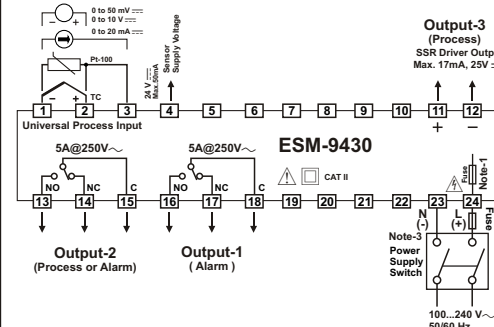 0 to 50 mV
0 to 10 V
0 to 20 mA
Pt-100
TC
24 V
Max.50mA
Sensor
Supply Voltage
Output-3
(Process)
SSR Driver Outp
Max. 17mA, 25V
1 2 3 4 5 6 7 8 9 10 11 12
Universal Process Input
+ −
5A@250V~ 5A@250V~
ESM-9430
CAT II
Fuse
Note-1
NO NC C NO NC C
13 14 15 16 17 18 19 20 21 22 23 24
N
(-)
L
(+)
Fuse
Output-2
(Process or Alarm)
Output-1
( Alarm )
Note-3
Power
Supply
Switch
100...240 V~
50/60 Hz